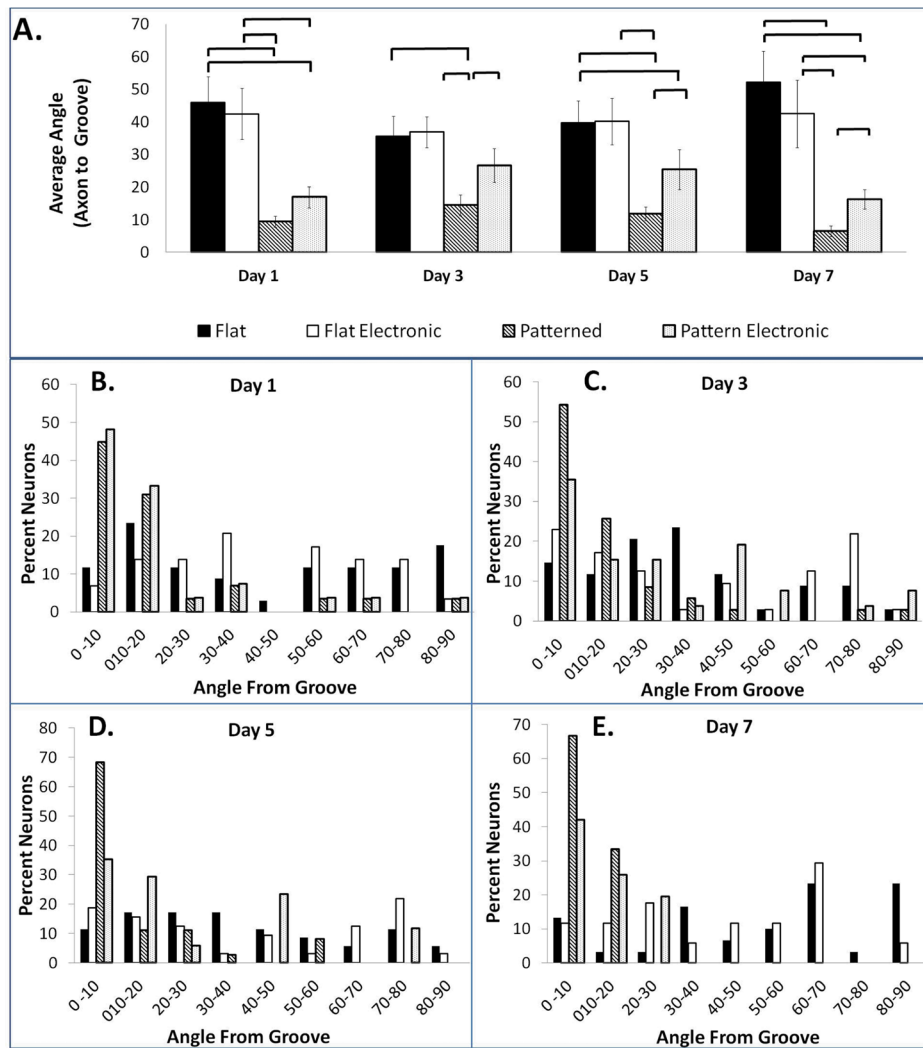 A.
Average Angle
(Axon to Groove)
70
60
50
40
30
20
10
0
Day 1
Day 3
Day 5
Day 7
Flat
Flat Electronic
Patterned
Pattern Electronic
B.
Day 1
Percent Neurons
60
50
40
30
20
10
0
0 -10
010-20
20-30
30-40
40-50
50-60
60-70
70-80
80-90
Angle From Groove
C.
Day 3
Percent Neurons
60
50
40
30
20
10
0
0 -10
010-20
20-30
30-40
40-50
50-60
60-70
70-80
80-90
Angle From Groove
D.
Day 5
Percent Neurons
80
70
60
50
40
30
20
10
0
0 -10
010-20
20-30
30-40
40-50
50-60
60-70
70-80
80-90
Angle From Groove
E.
Day 7
Percent Neurons
70
60
50
40
30
20
10
0
0 -10
010-20
20-30
30-40
40-50
50-60
60-70
70-80
80-90
Angle From Groove